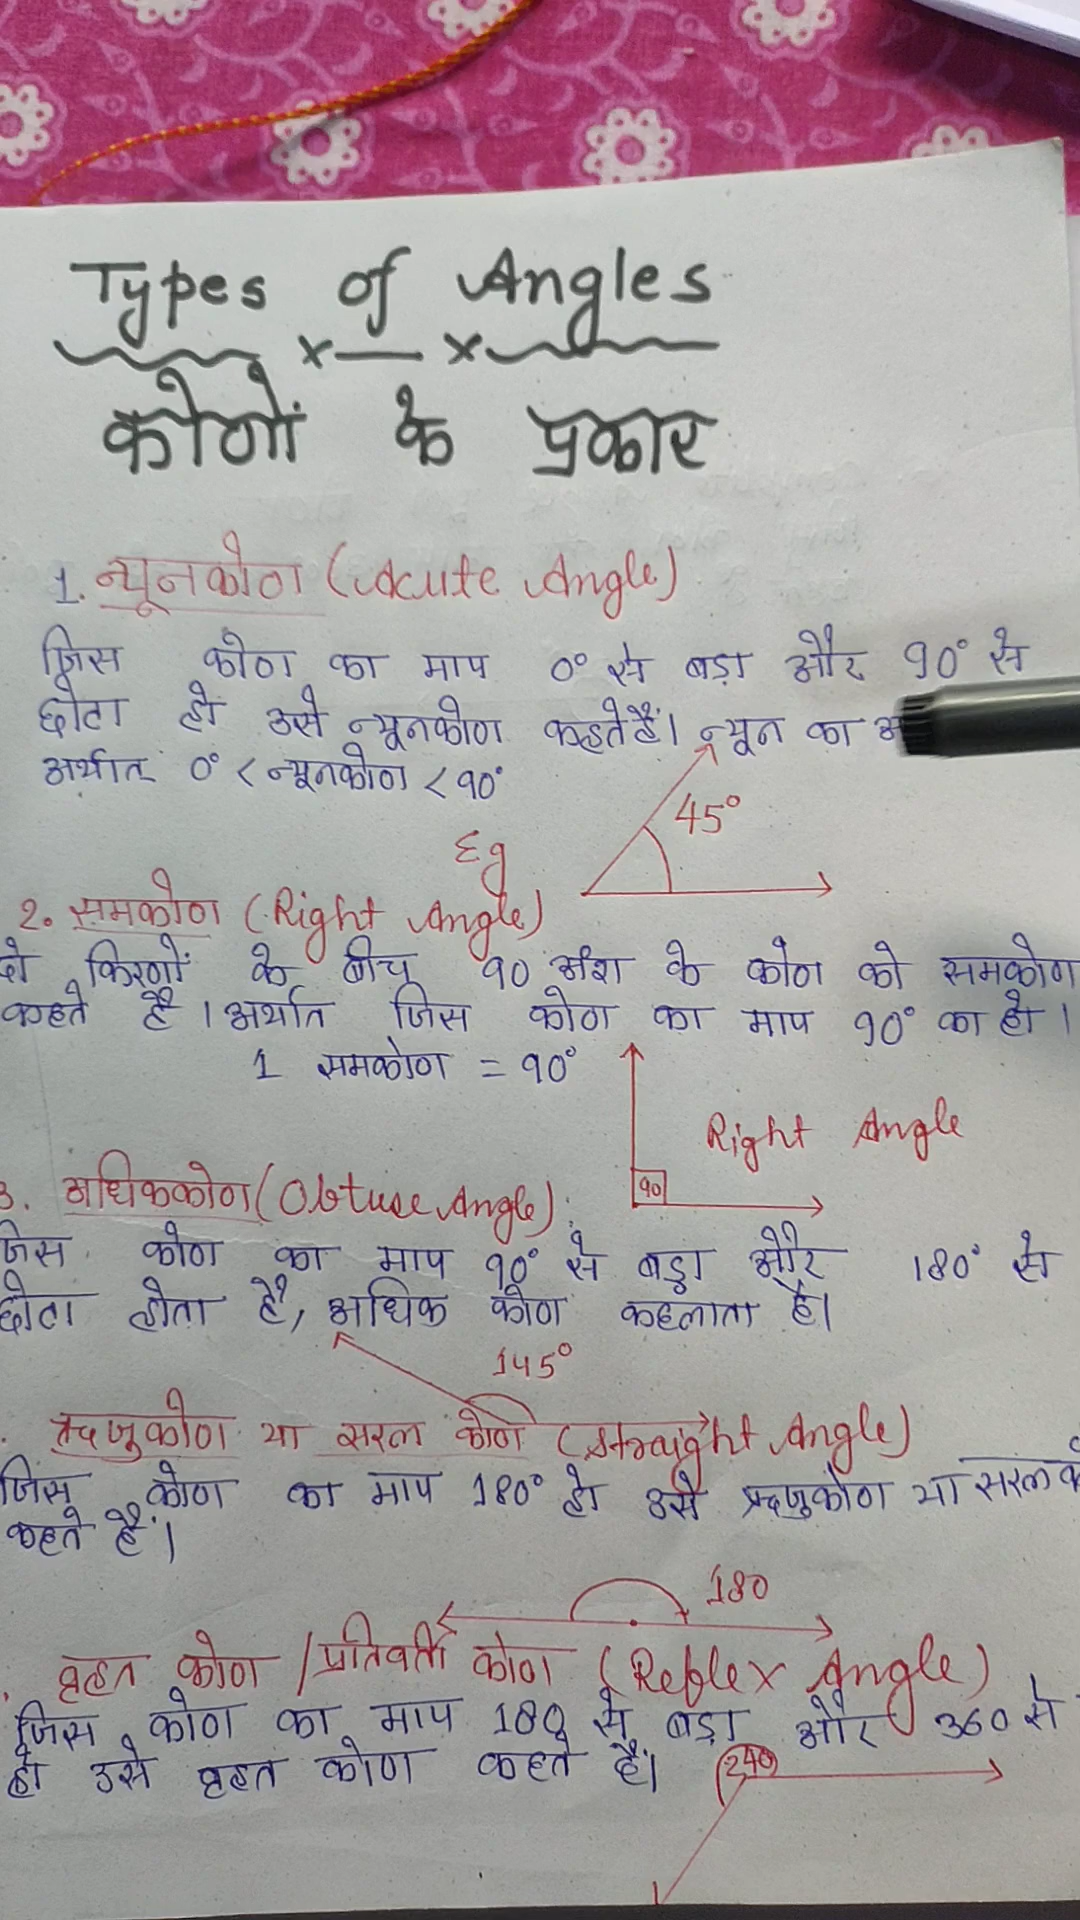 Types of Angles
कोणों के प्रकार
1. न्यूनकोण (Acute Angle)
जिस कोण का माप 0° से बड़ा और 90° से
छोटा हो उसे न्यूनकोण कहते हैं। न्यून का
अर्थात् 0° < न्यूनकोण < 90°
45°
Eg
2. समकोण (Right Angle)
दो किरणों के बीच 90 अंश के कोण को समकोण
कहते हैं। अर्थात जिस कोण का माप 90° का हो।
1 समकोण = 90°
Right Angle
90
3. अधिककोण (Obtuse Angle)
जिस कोण का माप 90° से बड़ा और 180° से
छोटा होता है, अधिक कोण कहलाता है।
145°
ऋजुकोण या सरल कोण (Straight Angle)
जिस कोण का माप 180° हो उसे ऋजुकोण या सरल
कहते हैं।
180
वृहत कोण / प्रतिवर्ती कोण (Reflex Angle)
जिस कोण का माप 180 से बड़ा और 360 से
हो उसे वृहत कोण कहते हैं।
240